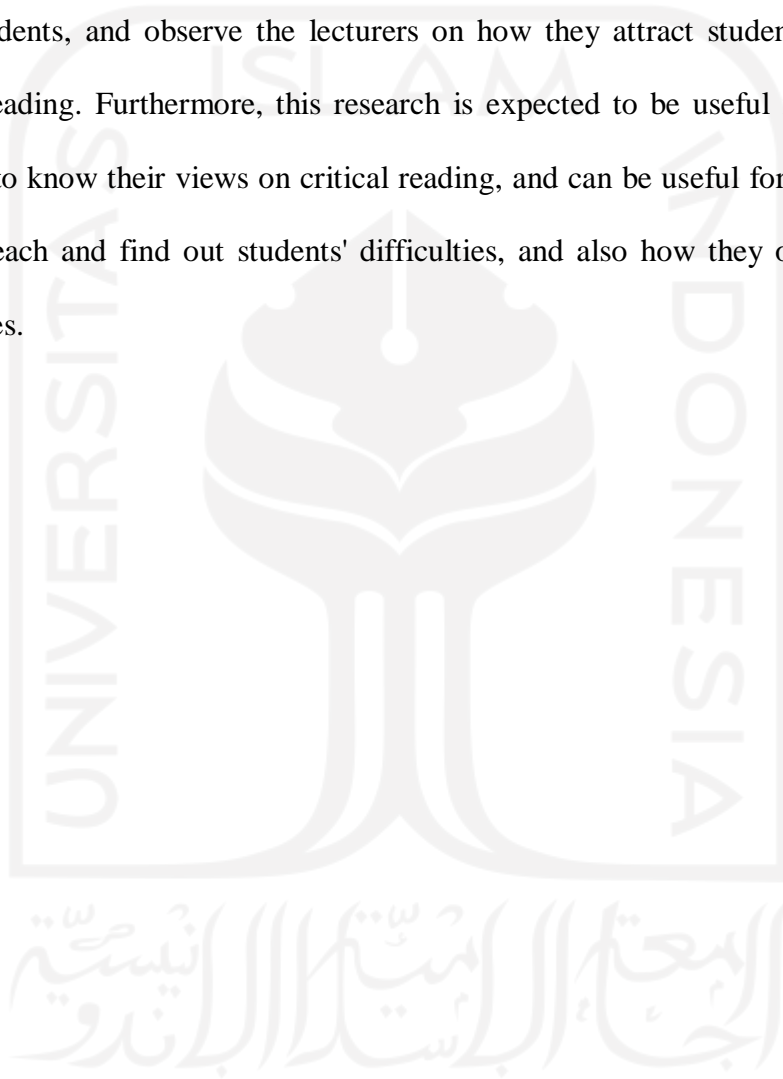 dents, and observe the lecturers on how they attract studen
eading. Furthermore, this research is expected to be useful
to know their views on critical reading, and can be useful for
each and find out students' difficulties, and also how they
es.
ISLAM
UNIVERSITAS
INDONESIA